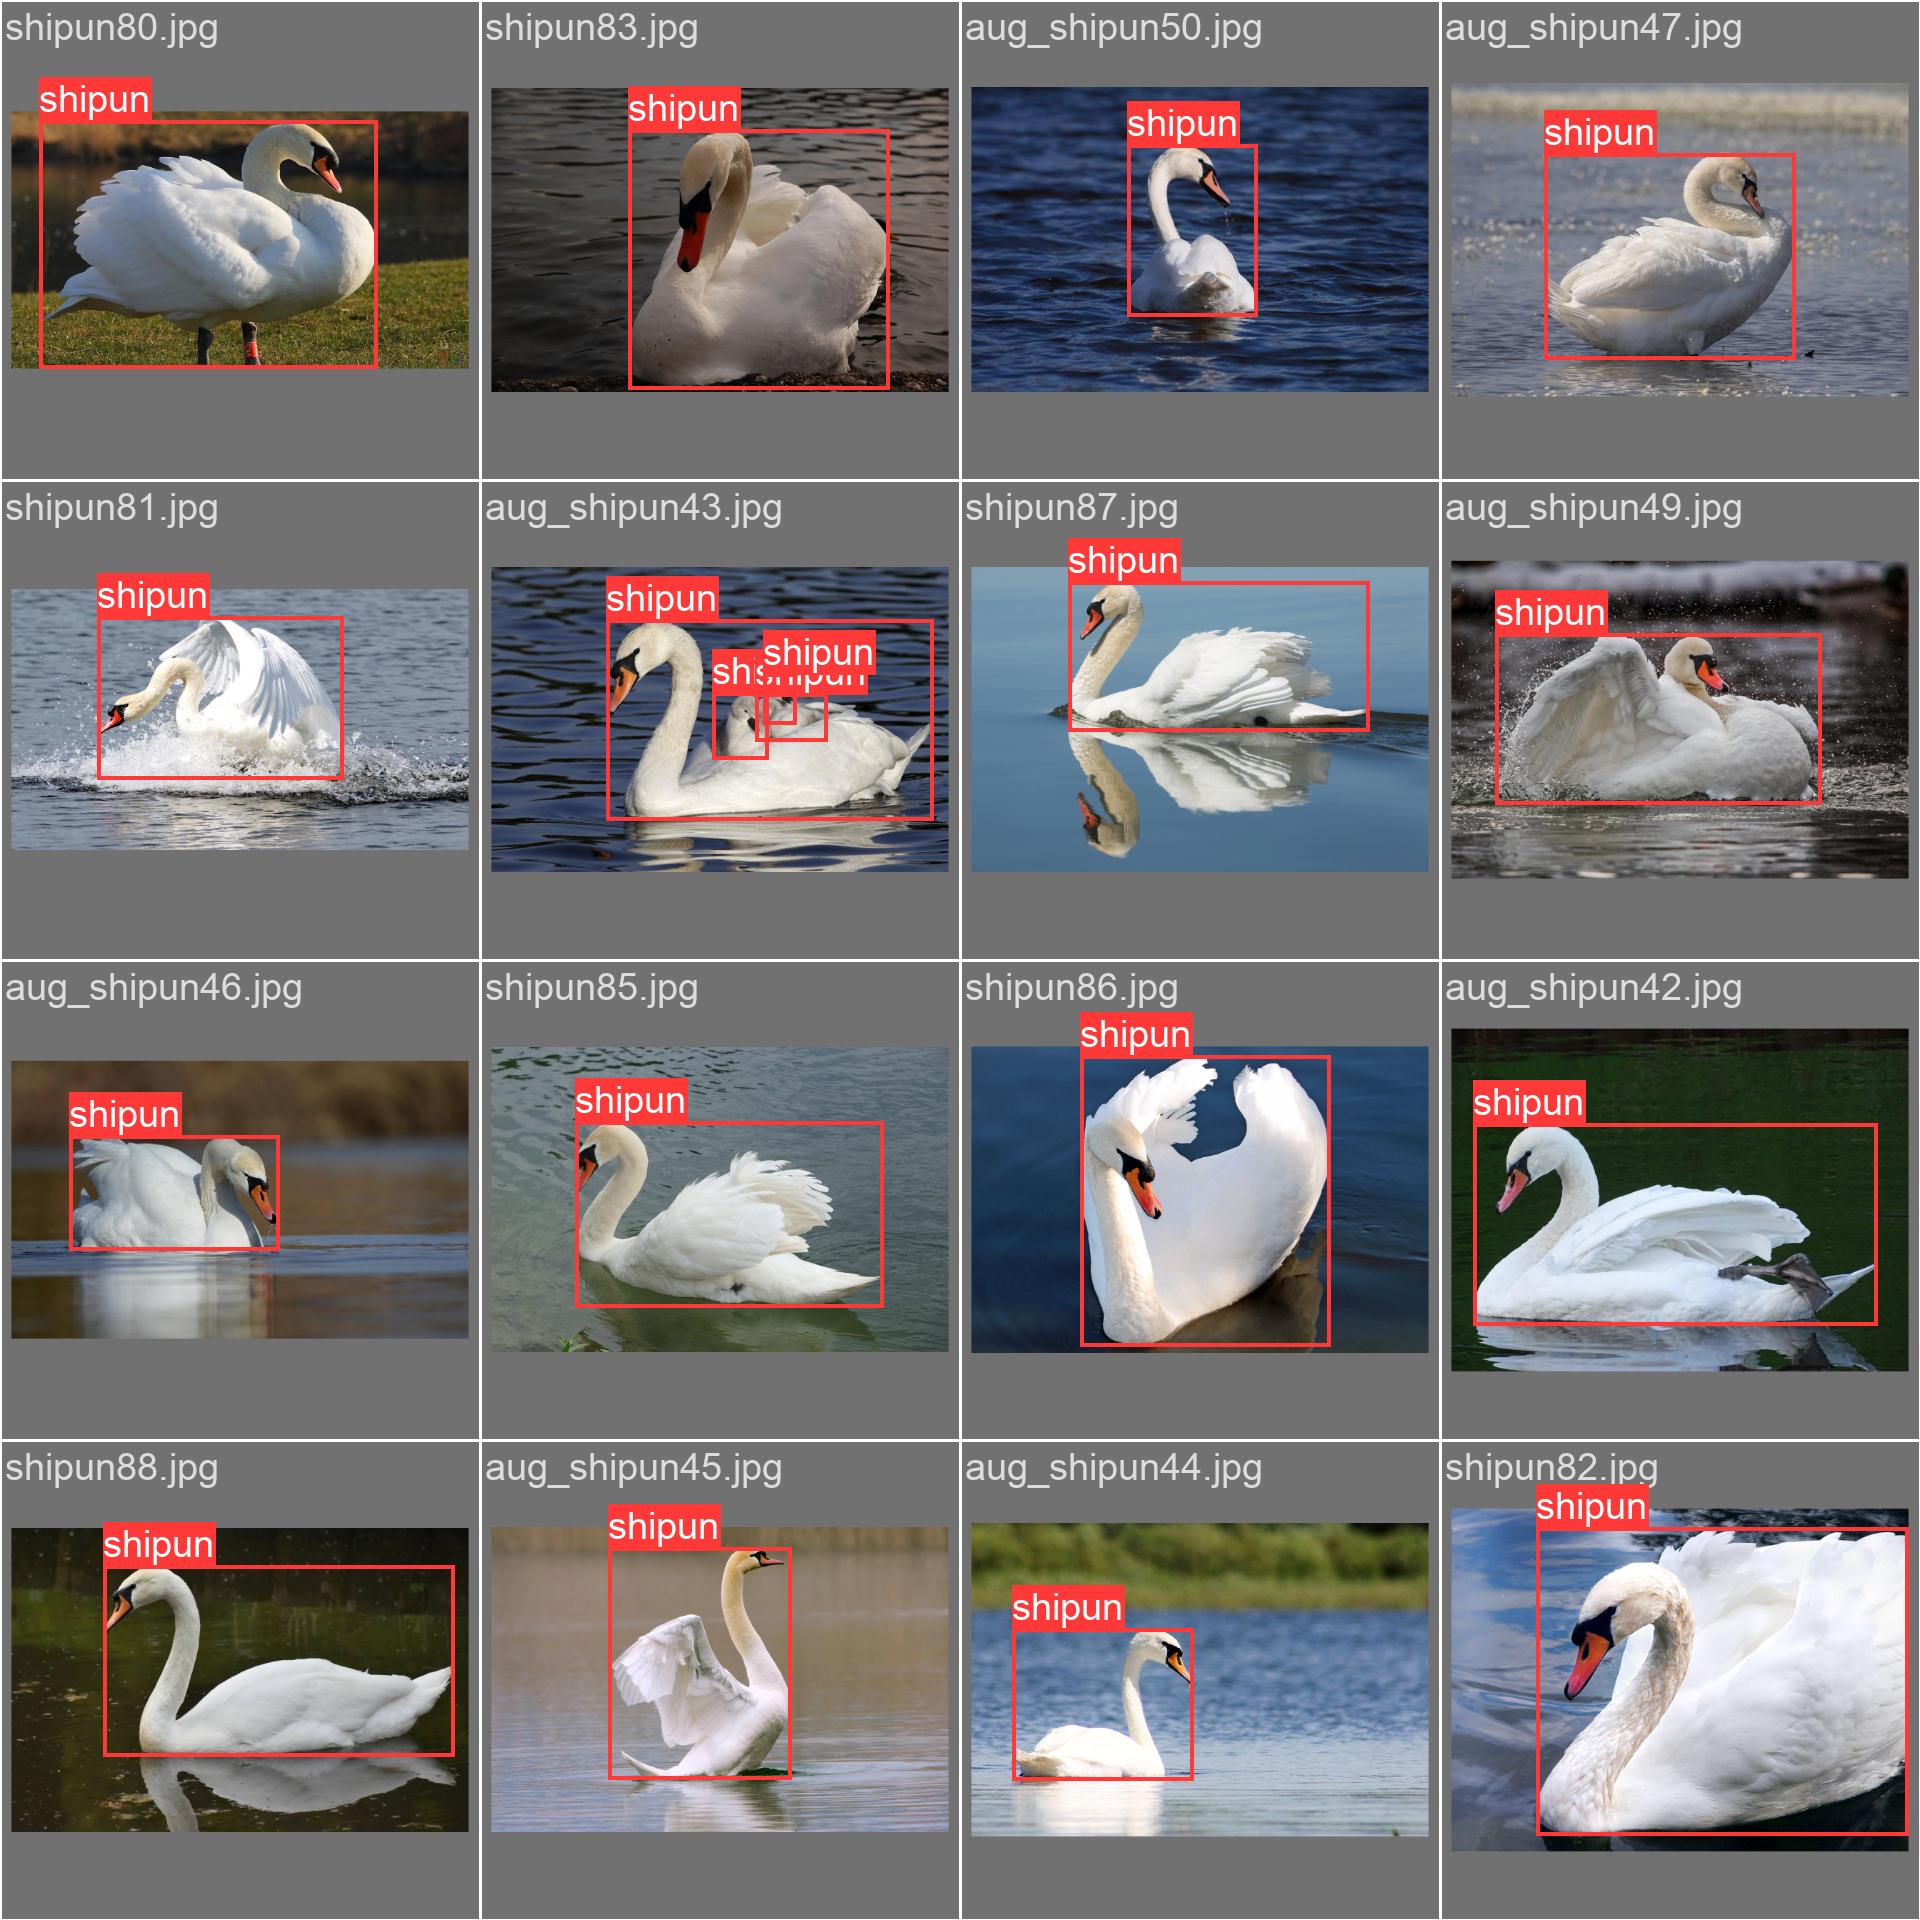 shipun80.jpg
shipun
shipun83.jpg
shipun
aug_shipun50.jpg
shipun
aug_shipun47.jpg
shipun
shipun81.jpg
shipun
aug_shipun43.jpg
shipun
shipun
shipun87.jpg
shipun
aug_shipun49.jpg
shipun
aug_shipun46.jpg
shipun
shipun85.jpg
shipun
shipun86.jpg
shipun
aug_shipun42.jpg
shipun
shipun88.jpg
shipun
aug_shipun45.jpg
shipun
aug_shipun44.jpg
shipun
shipun82.jpg
shipun